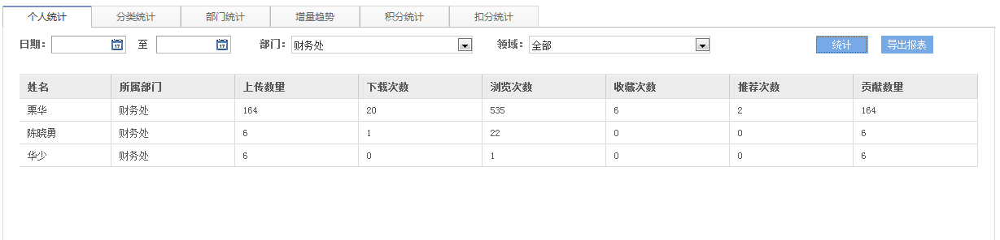 个人统计 分类统计 部门统计 增量趋势 积分统计 扣分统计
日期： 17 至 17 部门： 财务处 领域： 全部 统计 导出报表
姓名 所属部门 上传数量 下载次数 浏览次数 收藏次数 推荐次数 贡献数量
栗华 财务处 164 20 535 6 2 164
陈晓勇 财务处 6 1 22 0 0 6
华少 财务处 6 0 1 0 0 6